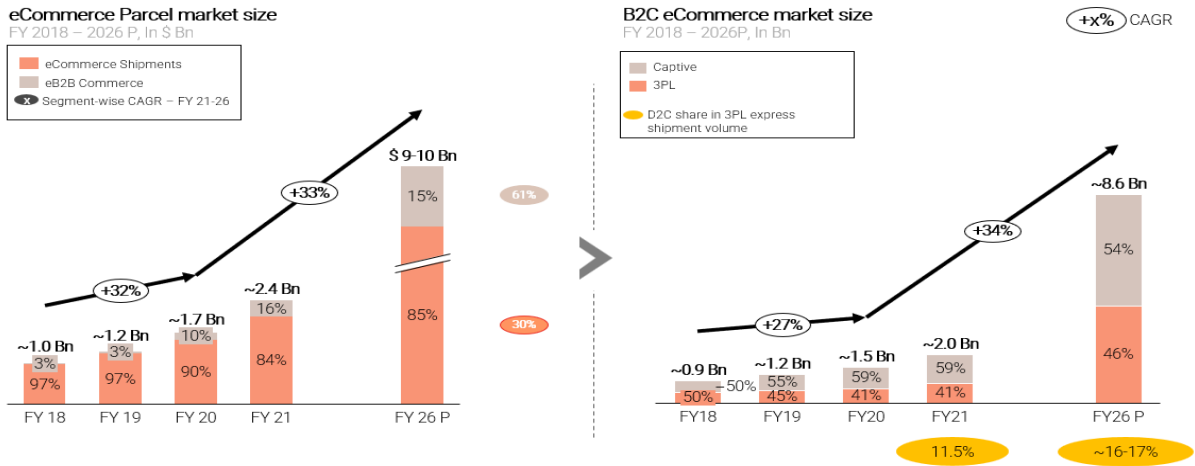 eCommerce Parcel market size
FY 2018 – 2026 P, In $ Bn
eCommerce Shipments
eB2B Commerce
x Segment-wise CAGR – FY 21-26
+32%
+33%
~1.0 Bn
3%
97%
FY 18
~1.2 Bn
3%
97%
FY 19
~1.7 Bn
10%
90%
FY 20
~2.4 Bn
16%
84%
FY 21
$ 9-10 Bn
15%
85%
FY 26 P
61%
30%
B2C eCommerce market size
FY 2018 – 2026P, In Bn
+x% CAGR
Captive
3PL
D2C share in 3PL express
shipment volume
+27%
+34%
~0.9 Bn
50%
50%
FY18
~1.2 Bn
55%
45%
FY19
~1.5 Bn
59%
41%
FY20
~2.0 Bn
59%
41%
FY21
~8.6 Bn
54%
46%
FY26 P
11.5%
~16-17%